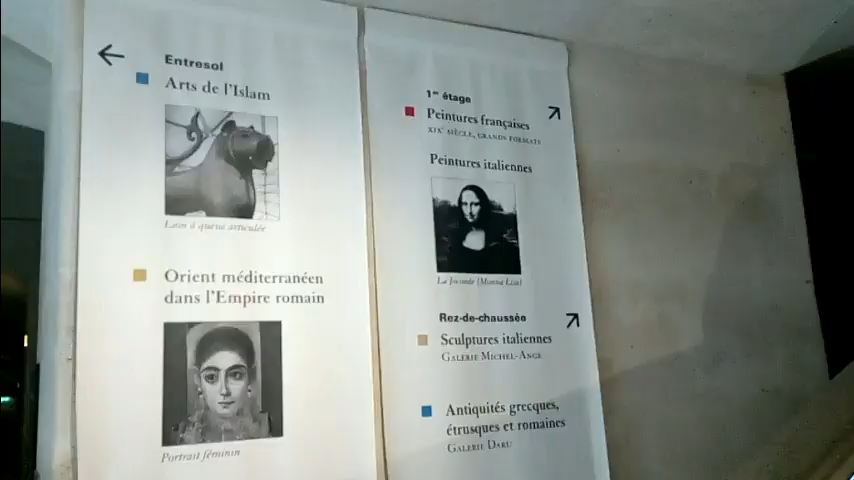 Entresol
Arts de l'Islam
Lion à queue articulée
Orient méditerranéen
dans l'Empire romain
Portrait féminin
1er étage
Peintures françaises
XIXe SIÈCLE, GRANDS FORMATS
Peintures italiennes
La Joconde (Monna Lisa)
Rez-de-chaussée
Sculptures italiennes
GALERIE MICHEL-ANGE
Antiquités grecques,
étrusques et romaines
GALERIE DARU